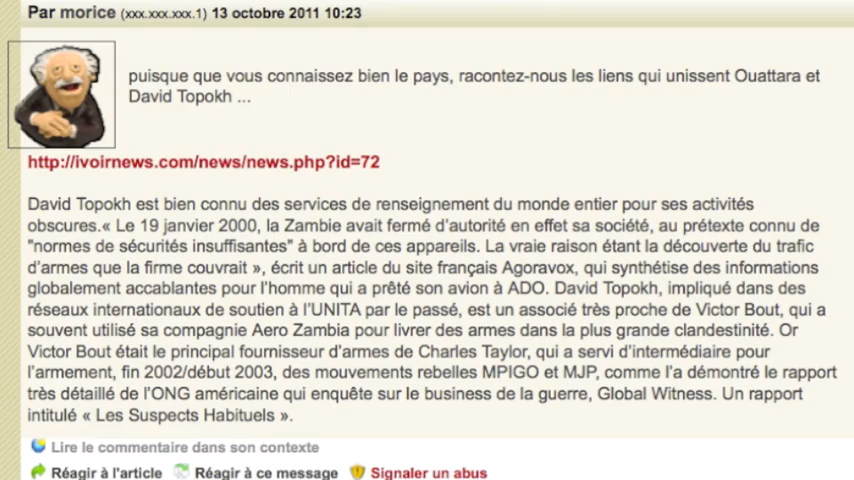 Par morice (xxx.xxx.xxx.1) 13 octobre 2011 10:23
puisque que vous connaissez bien le pays, racontez-nous les liens qui unissent Ouattara et
David Topokh ...
http://ivoirnews.com/news/news.php?id=72
David Topokh est bien connu des services de renseignement du monde entier pour ses activités
obscures.« Le 19 janvier 2000, la Zambie avait fermé d'autorité en effet sa société, au prétexte connu de
"normes de sécurités insuffisantes" à bord de ces appareils. La vraie raison étant la découverte du trafic
d'armes que la firme couvrait », écrit un article du site français Agoravox, qui synthétise des informations
globalement accablantes pour l'homme qui a prêté son avion à ADO. David Topokh, impliqué dans des
réseaux internationaux de soutien à l'UNITA par le passé, est un associé très proche de Victor Bout, qui a
souvent utilisé sa compagnie Aero Zambia pour livrer des armes dans la plus grande clandestinité. Or
Victor Bout était le principal fournisseur d'armes de Charles Taylor, qui a servi d'intermédiaire pour
l'armement, fin 2002/début 2003, des mouvements rebelles MPIGO et MJP, comme l'a démontré le rapport
très détaillé de l'ONG américaine qui enquête sur le business de la guerre, Global Witness. Un rapport
intitulé « Les Suspects Habituels ».
Lire le commentaire dans son contexte
Réagir à l'article Réagir à ce message Signaler un abus